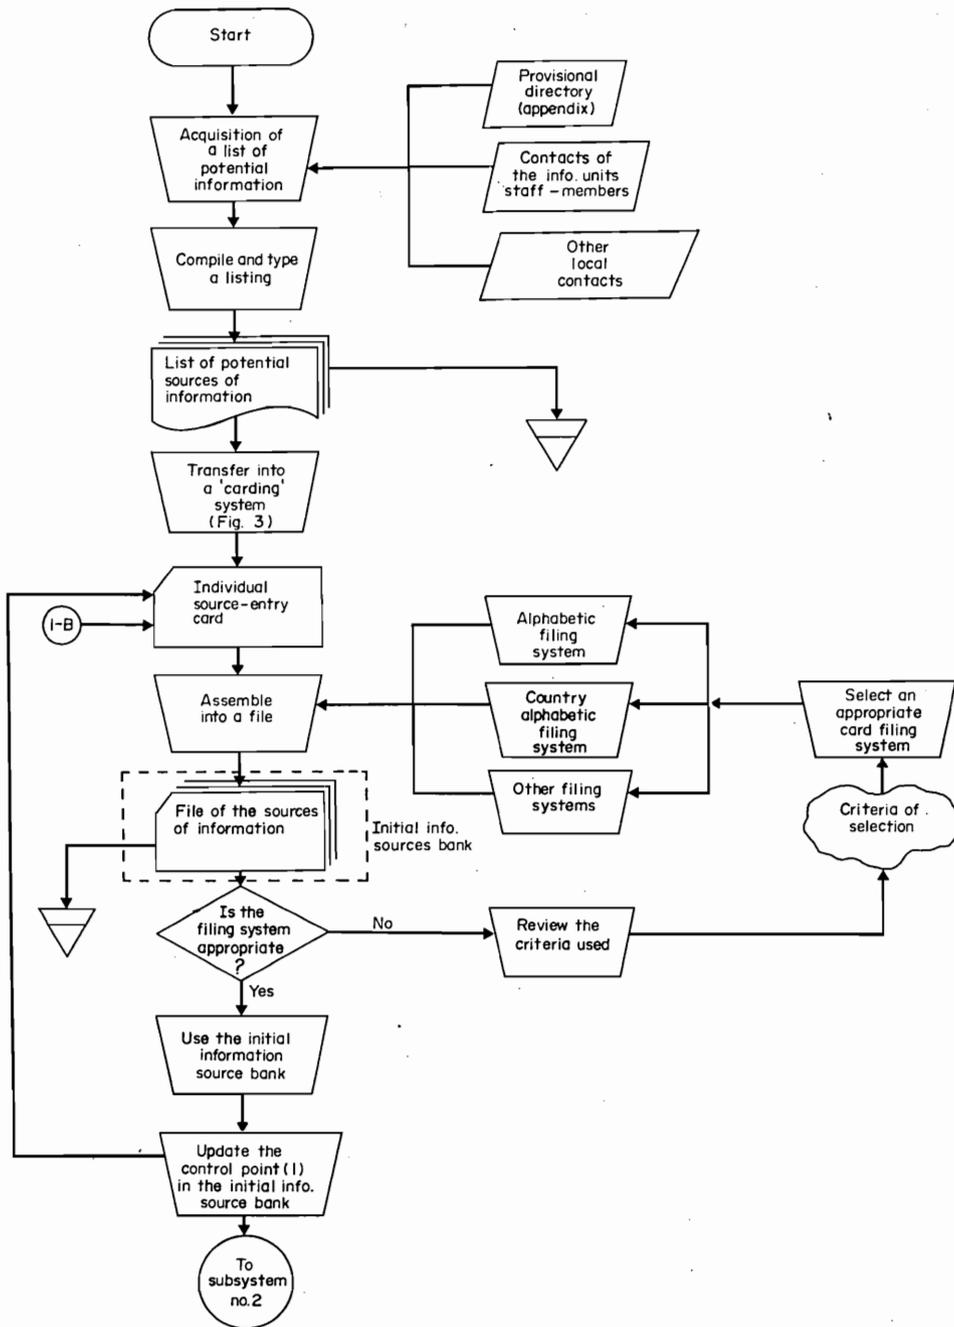 Start
Provisional
directory
(appendix)
Acquisition of
a list of
potential
information
Contacts of
the info. units
staff-members
Compile and type
a listing
Other
local
contacts
List of potential
sources of
information
Transfer into
a 'carding'
system
(Fig. 3)
Individual
source-entry
card
I-B
Alphabetic
filing
system
Assemble
into a file
Country
alphabetic
filing
system
Select an
appropriate
card filing
system
Other filing
systems
File of the sources
of information
Initial info.
sources bank
Criteria of
selection
Is the
filing system
appropriate
?
No
Review the
criteria used
Yes
Use the initial
information
source bank
Update the
control point(I)
in the initial info.
source bank
To
subsystem
no.2